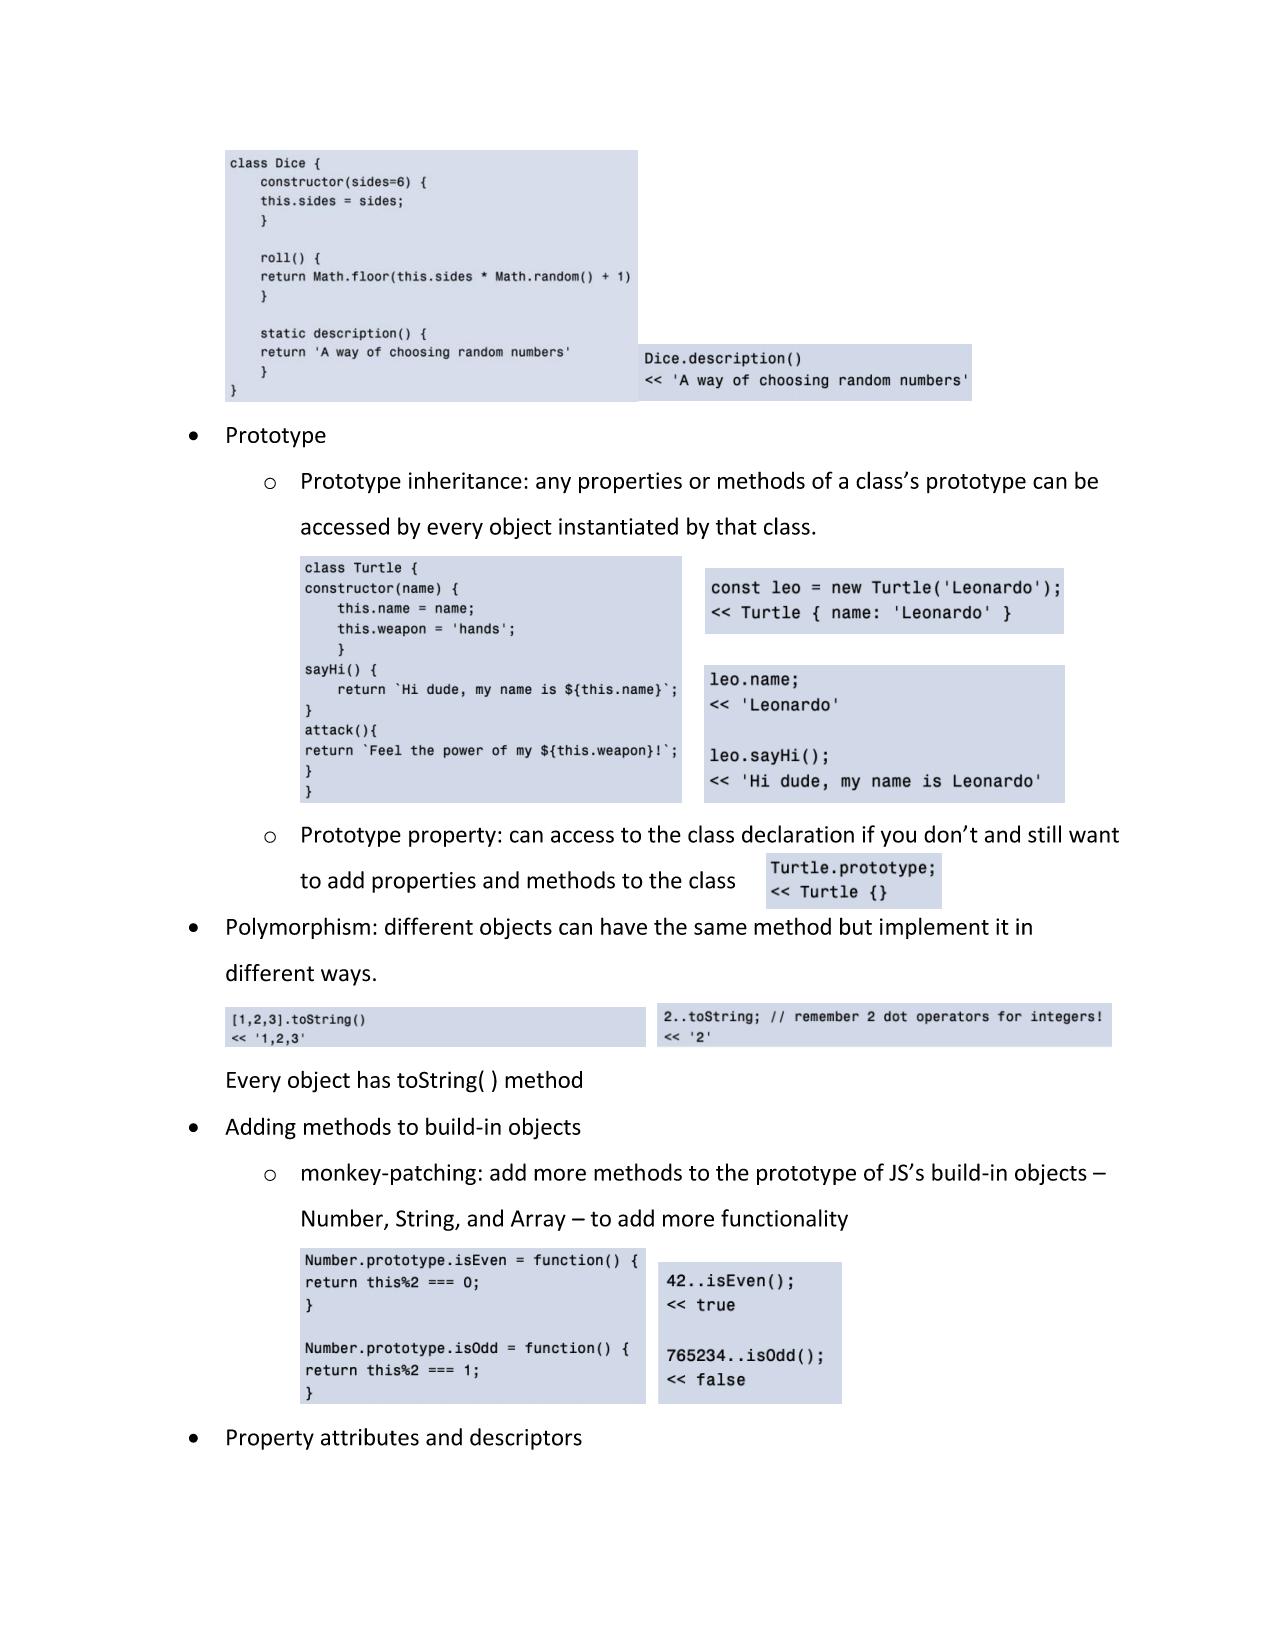 class Dice {
constructor(sides=6) {
this.sides = sides;
}
roll() {
return Math.floor(this.sides * Math.random() + 1)
}
static description() {
return 'A way of choosing random numbers'
}
}
Dice.description()
<< 'A way of choosing random numbers'
• Prototype
o Prototype inheritance: any properties or methods of a class’s prototype can be
accessed by every object instantiated by that class.
class Turtle {
constructor(name) {
this.name = name;
this.weapon = 'hands';
}
sayHi() {
return `Hi dude, my name is ${this.name}`;
}
attack(){
return `Feel the power of my ${this.weapon}!`;
}
}
const leo = new Turtle('Leonardo');
<< Turtle { name: 'Leonardo' }
leo.name;
<< 'Leonardo'
leo.sayHi();
<< 'Hi dude, my name is Leonardo'
o Prototype property: can access to the class declaration if you don’t and still want
to add properties and methods to the class
Turtle.prototype;
<< Turtle {}
• Polymorphism: different objects can have the same method but implement it in
different ways.
[1,2,3].toString()
<< '1,2,3'
2..toString; // remember 2 dot operators for integers!
<< '2'
Every object has toString( ) method
• Adding methods to build-in objects
o monkey-patching: add more methods to the prototype of JS’s build-in objects –
Number, String, and Array – to add more functionality
Number.prototype.isEven = function() {
return this%2 === 0;
}
Number.prototype.isOdd = function() {
return this%2 === 1;
}
42..isEven();
<< true
765234..isOdd();
<< false
• Property attributes and descriptors